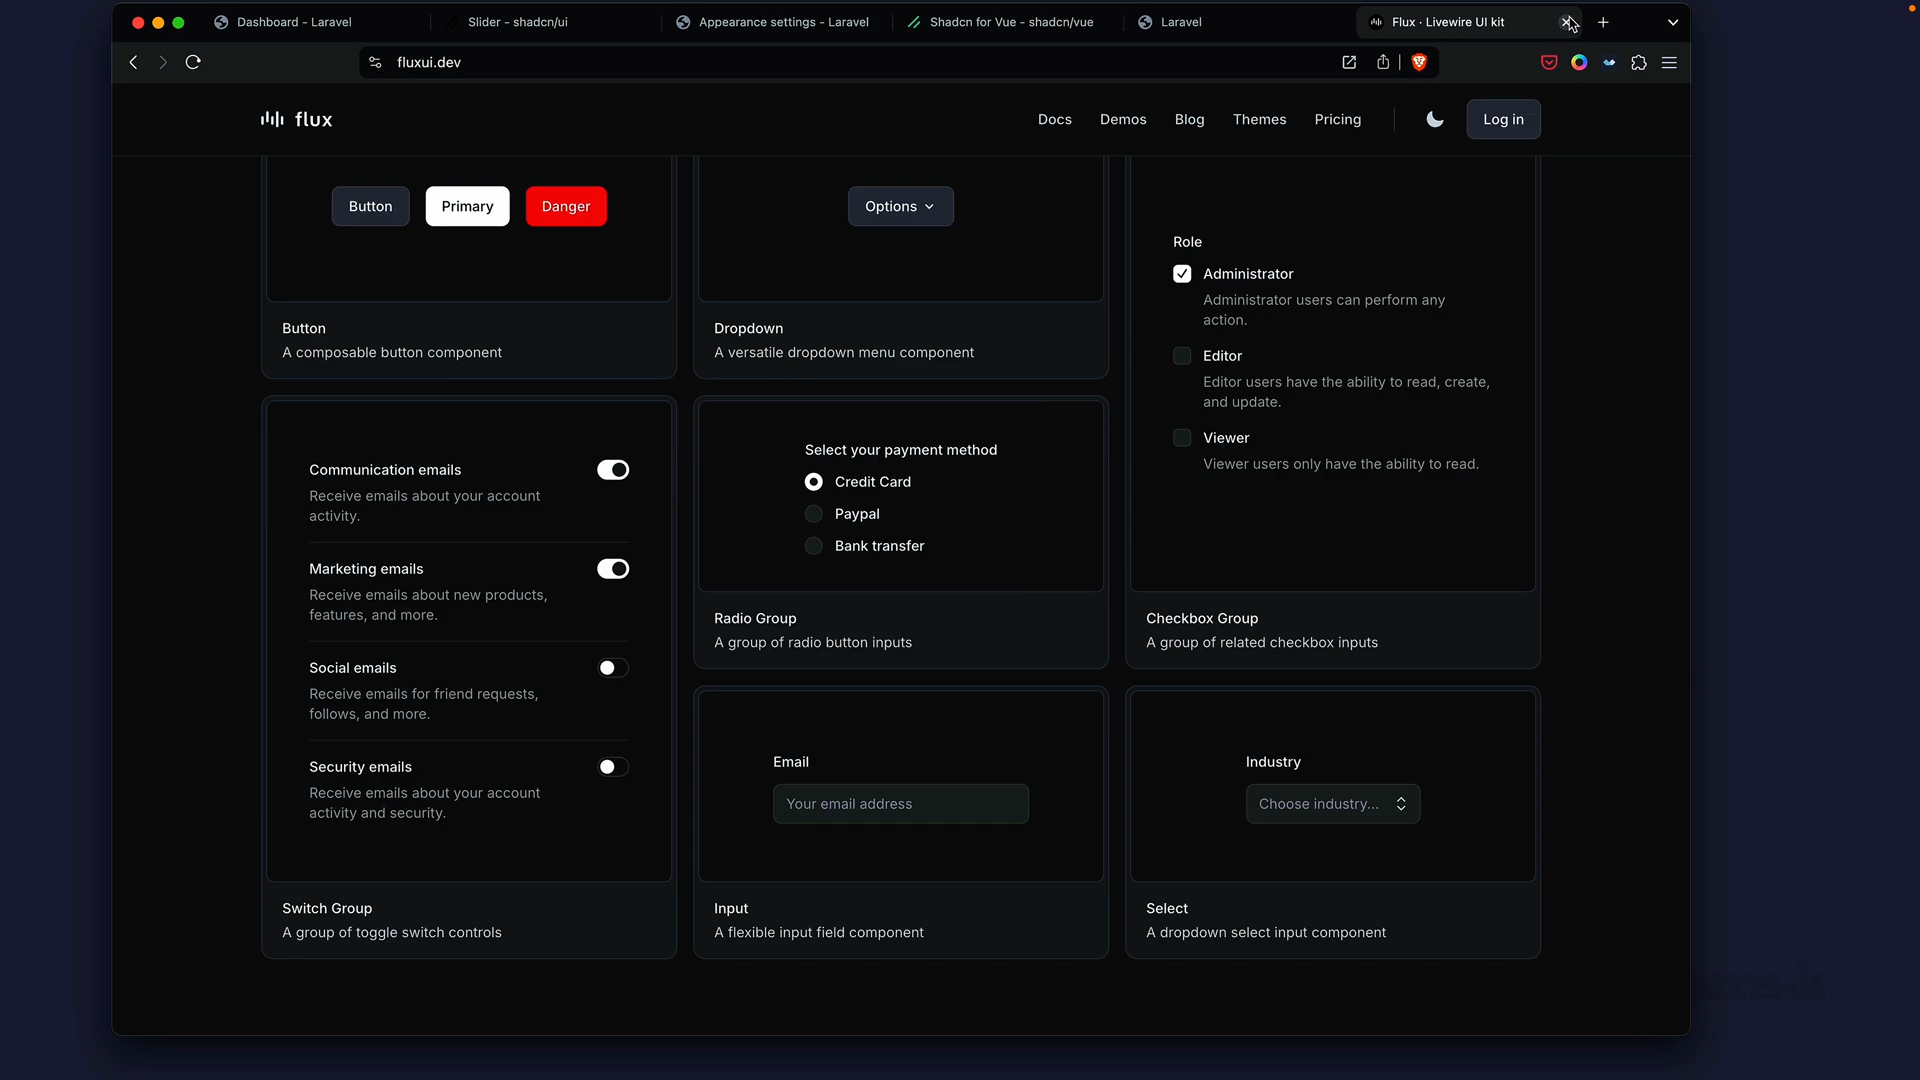 Dashboard - Laravel
Slider - shadcn/ui
Appearance settings - Laravel
Shadcn for Vue - shadcn/vue
Laravel
Flux · Livewire UI kit
fluxui.dev
flux
Docs
Demos
Blog
Themes
Pricing
Log in
Button
Primary
Danger
Button
A composable button component
Options
Dropdown
A versatile dropdown menu component
Role
Administrator
Administrator users can perform any
action.
Editor
Editor users have the ability to read, create,
and update.
Viewer
Viewer users only have the ability to read.
Checkbox Group
A group of related checkbox inputs
Communication emails
Receive emails about your account
activity.
Marketing emails
Receive emails about new products,
features, and more.
Social emails
Receive emails for friend requests,
follows, and more.
Security emails
Receive emails about your account
activity and security.
Switch Group
A group of toggle switch controls
Select your payment method
Credit Card
Paypal
Bank transfer
Radio Group
A group of radio button inputs
Email
Your email address
Input
A flexible input field component
Industry
Choose industry...
Select
A dropdown select input component